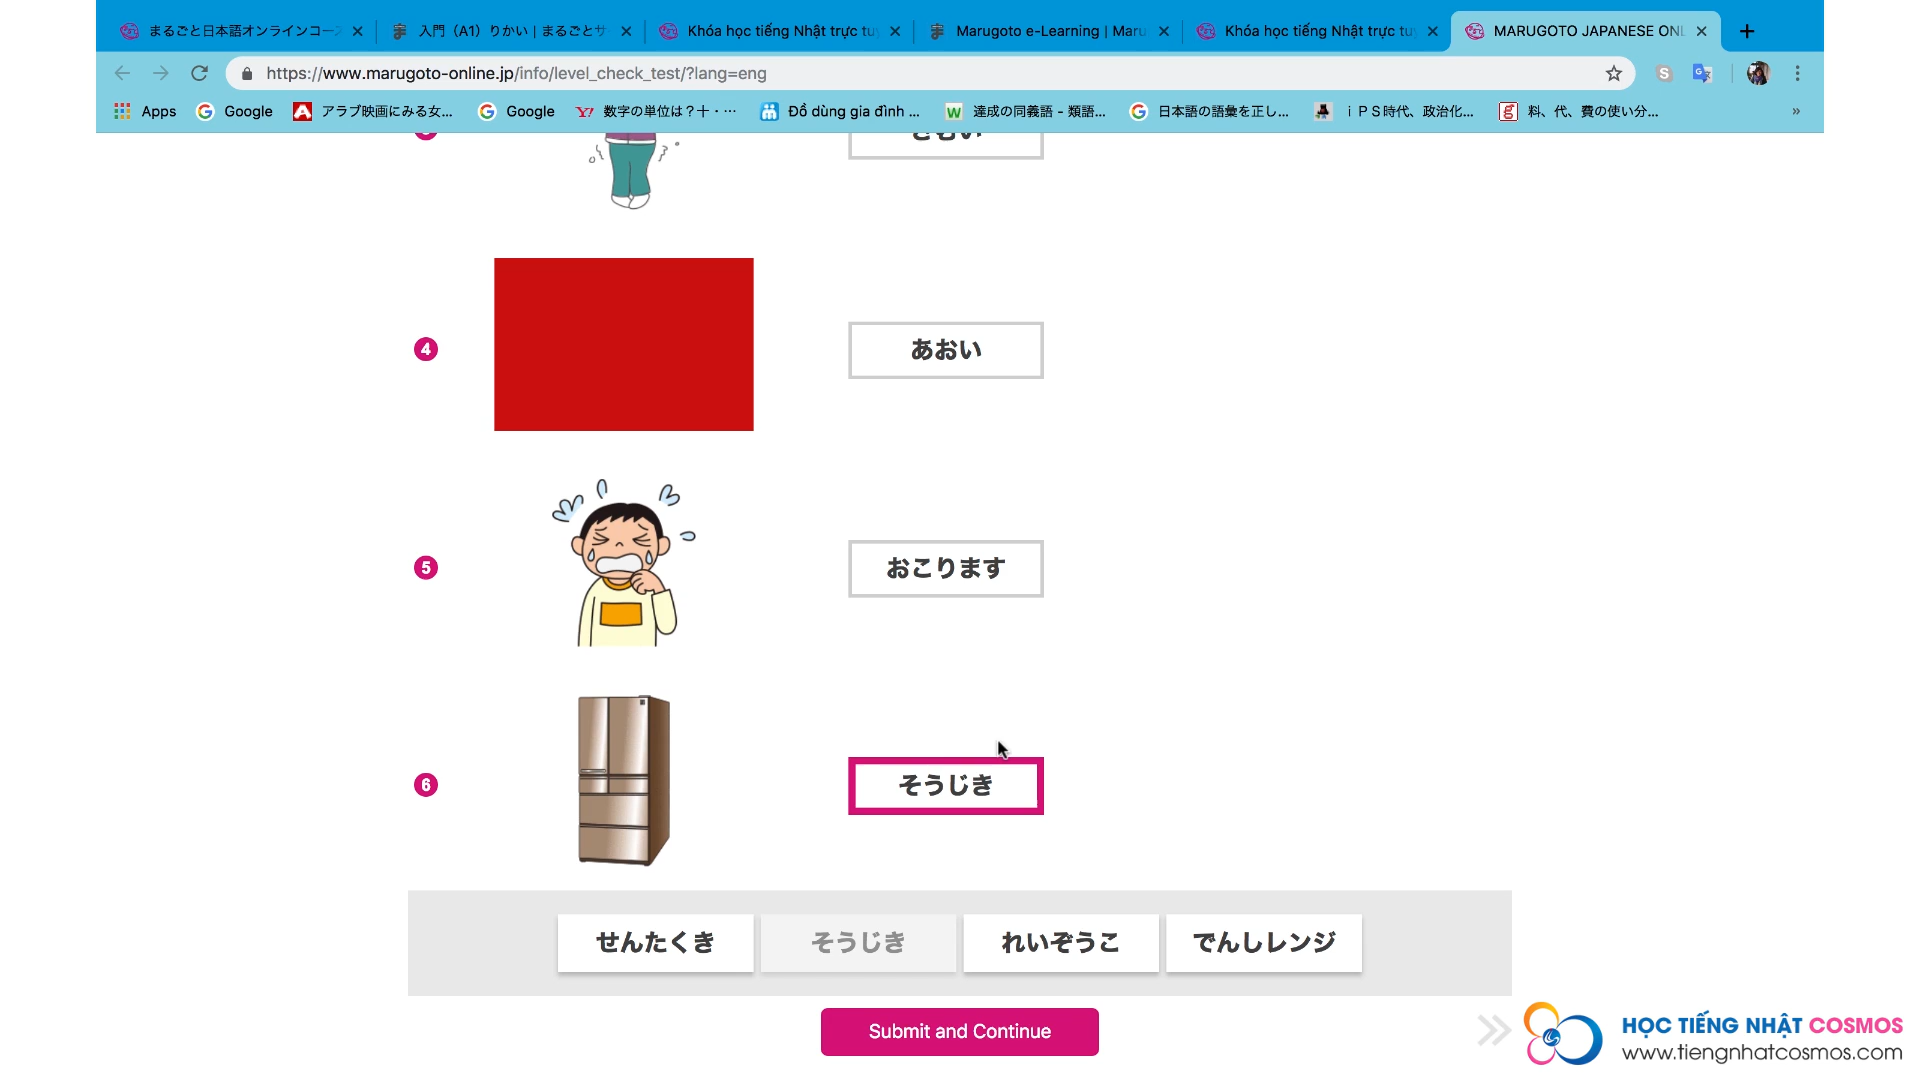 まるごと日本語オンラインコース
入門（A1）りかい | まるごとサ
Khóa học tiếng Nhật trực tu
Marugoto e-Learning | Maru
Khóa học tiếng Nhật trực tu
MARUGOTO JAPANESE ONL
https://www.marugoto-online.jp/info/level_check_test/?lang=eng
Apps
Google
アラブ映画にみる女...
Google
数字の単位は？十・...
Đồ dùng gia đình ...
達成の同義語 - 類語...
日本語の語彙を正し...
ｉＰＳ時代、政治化...
料、代、費の使い分...
»
4
あおい
5
おこります
6
そうじき
せんたくき
そうじき
れいぞうこ
でんしレンジ
Submit and Continue
HỌC TIẾNG NHẬT COSMOS
www.tiengnhatcosmos.com